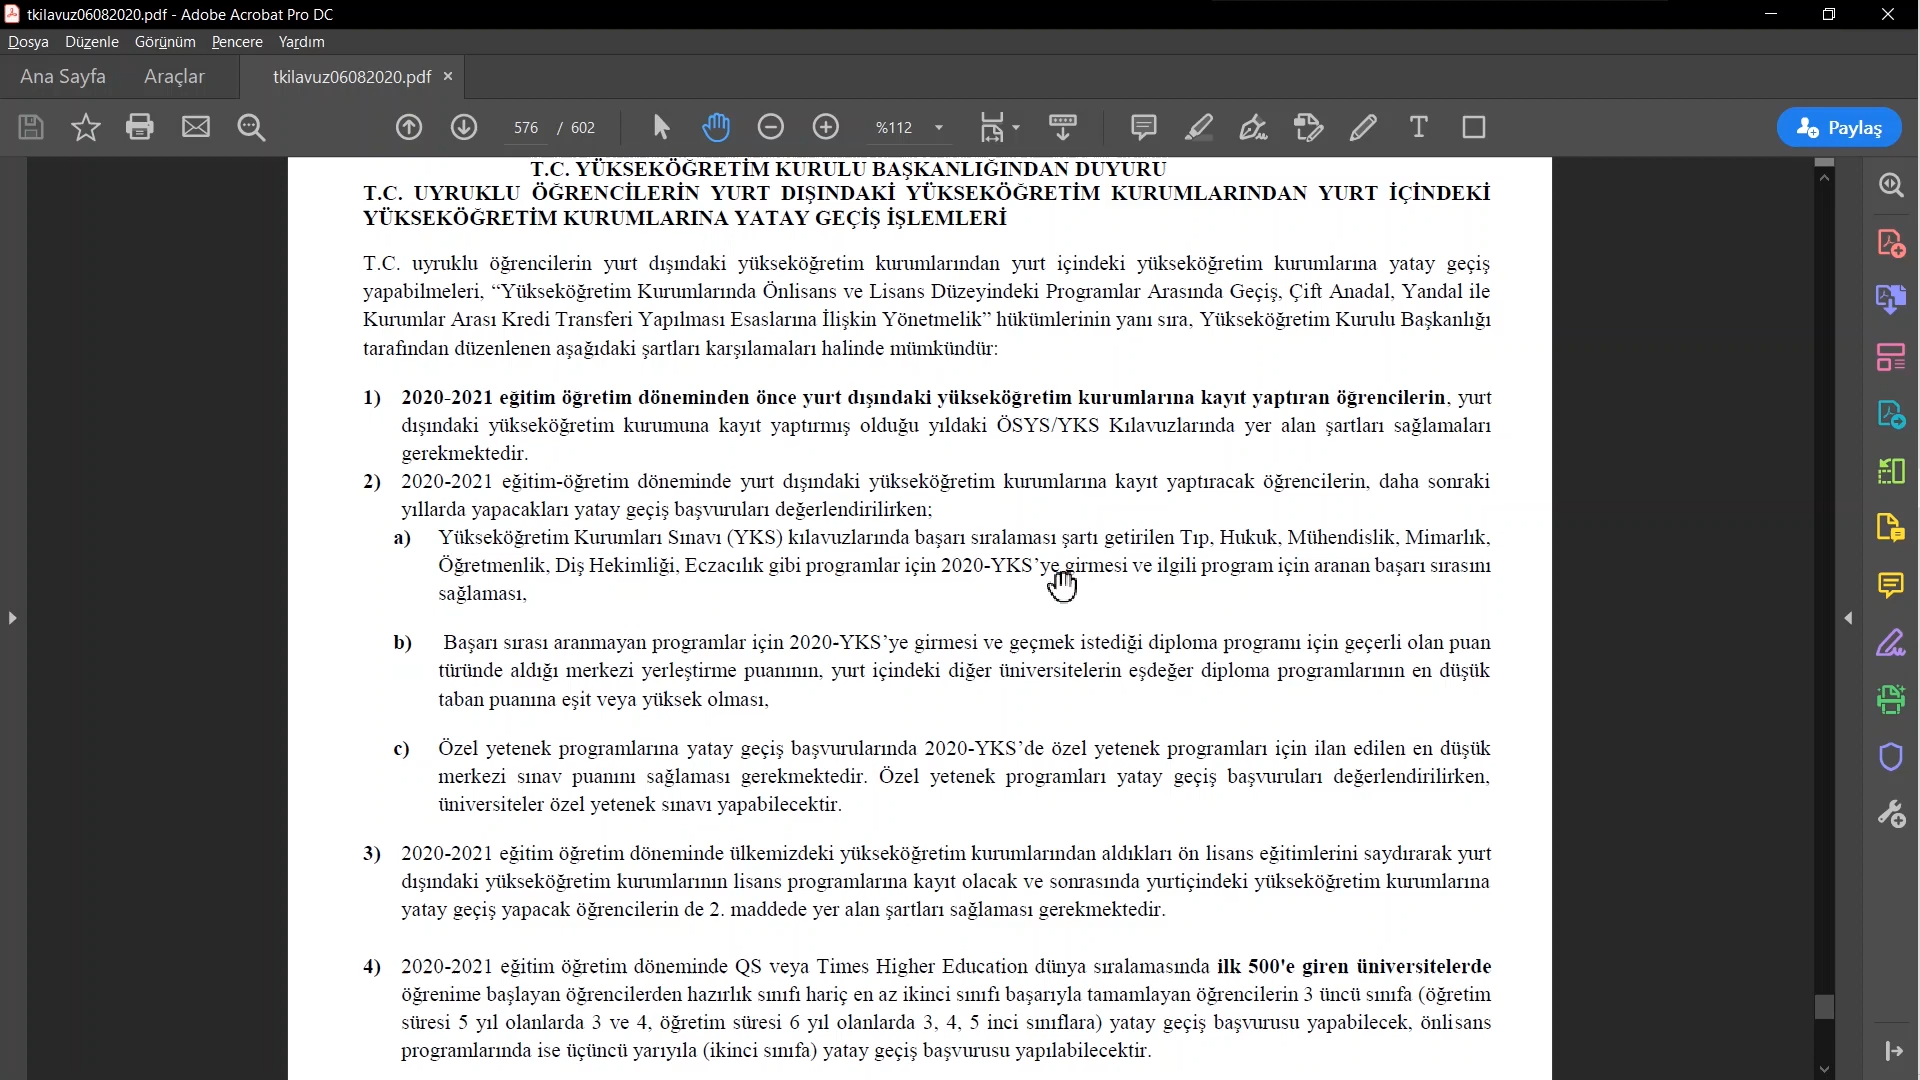 tkilavuz06082020.pdf - Adobe Acrobat Pro DC
Dosya Düzenle Görünüm Pencere Yardım
Ana Sayfa Araçlar tkilavuz06082020.pdf ×
576 / 602 %112 T Paylaş
T.C. YÜKSEKÖĞRETİM KURULU BAŞKANLIĞINDAN DUYURU
T.C. UYRUKLU ÖĞRENCİLERİN YURT DIŞINDAKİ YÜKSEKÖĞRETİM KURUMLARINDAN YURT İÇİNDEKİ
YÜKSEKÖĞRETİM KURUMLARINA YATAY GEÇİŞ İŞLEMLERİ
T.C. uyruklu öğrencilerin yurt dışındaki yükseköğretim kurumlarından yurt içindeki yükseköğretim kurumlarına yatay geçiş
yapabilmeleri, “Yükseköğretim Kurumlarında Önlisans ve Lisans Düzeyindeki Programlar Arasında Geçiş, Çift Anadal, Yandal ile
Kurumlar Arası Kredi Transferi Yapılması Esaslarına İlişkin Yönetmelik” hükümlerinin yanı sıra, Yükseköğretim Kurulu Başkanlığı
tarafından düzenlenen aşağıdaki şartları karşılamaları halinde mümkündür:
1) 2020-2021 eğitim öğretim döneminden önce yurt dışındaki yükseköğretim kurumlarına kayıt yaptıran öğrencilerin, yurt
dışındaki yükseköğretim kurumuna kayıt yaptırmış olduğu yıldaki ÖSYS/YKS Kılavuzlarında yer alan şartları sağlamaları
gerekmektedir.
2) 2020-2021 eğitim-öğretim döneminde yurt dışındaki yükseköğretim kurumlarına kayıt yaptıracak öğrencilerin, daha sonraki
yıllarda yapacakları yatay geçiş başvuruları değerlendirilirken;
a) Yükseköğretim Kurumları Sınavı (YKS) kılavuzlarında başarı sıralaması şartı getirilen Tıp, Hukuk, Mühendislik, Mimarlık,
Öğretmenlik, Diş Hekimliği, Eczacılık gibi programlar için 2020-YKS’ye girmesi ve ilgili program için aranan başarı sırasını
sağlaması,
b) Başarı sırası aranmayan programlar için 2020-YKS’ye girmesi ve geçmek istediği diploma programı için geçerli olan puan
türünde aldığı merkezi yerleştirme puanının, yurt içindeki diğer üniversitelerin eşdeğer diploma programlarının en düşük
taban puanına eşit veya yüksek olması,
c) Özel yetenek programlarına yatay geçiş başvurularında 2020-YKS’de özel yetenek programları için ilan edilen en düşük
merkezi sınav puanını sağlaması gerekmektedir. Özel yetenek programları yatay geçiş başvuruları değerlendirilirken,
üniversiteler özel yetenek sınavı yapabilecektir.
3) 2020-2021 eğitim öğretim döneminde ülkemizdeki yükseköğretim kurumlarından aldıkları ön lisans eğitimlerini saydırarak yurt
dışındaki yükseköğretim kurumlarının lisans programlarına kayıt olacak ve sonrasında yurtiçindeki yükseköğretim kurumlarına
yatay geçiş yapacak öğrencilerin de 2. maddede yer alan şartları sağlaması gerekmektedir.
4) 2020-2021 eğitim öğretim döneminde QS veya Times Higher Education dünya sıralamasında ilk 500'e giren üniversitelerde
öğrenime başlayan öğrencilerden hazırlık sınıfı hariç en az ikinci sınıfı başarıyla tamamlayan öğrencilerin 3 üncü sınıfa (öğretim
süresi 5 yıl olanlarda 3 ve 4, öğretim süresi 6 yıl olanlarda 3, 4, 5 inci sınıflara) yatay geçiş başvurusu yapabilecek, önlisans
programlarında ise üçüncü yarıyıla (ikinci sınıfa) yatay geçiş başvurusu yapılabilecektir.